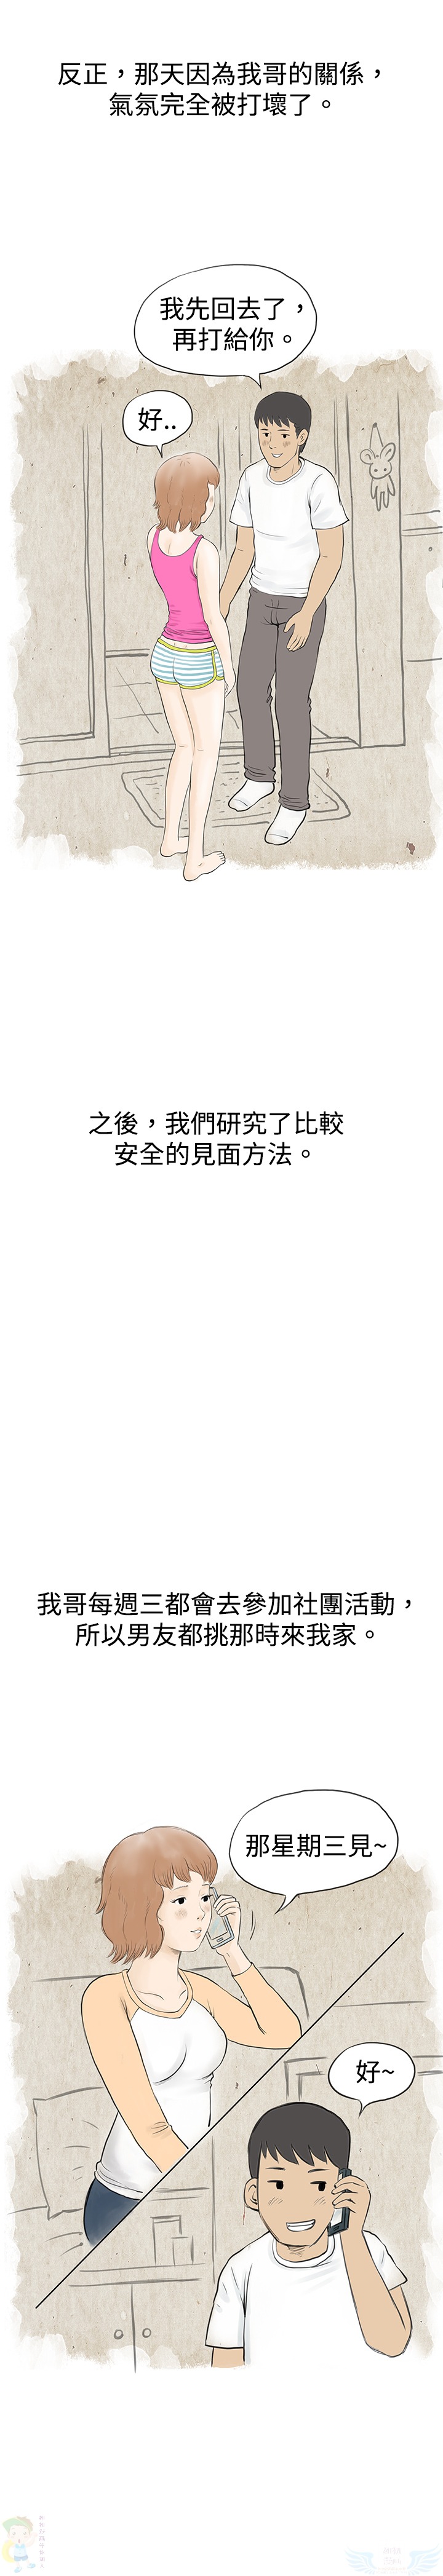 反正，那天因為我哥的關係，
氣氛完全被打壞了。
我先回去了，
再打給你。
好..
之後，我們研究了比較
安全的見面方法。
我哥每週三都會去參加社團活動，
所以男友都挑那時來我家。
那星期三見~
好~